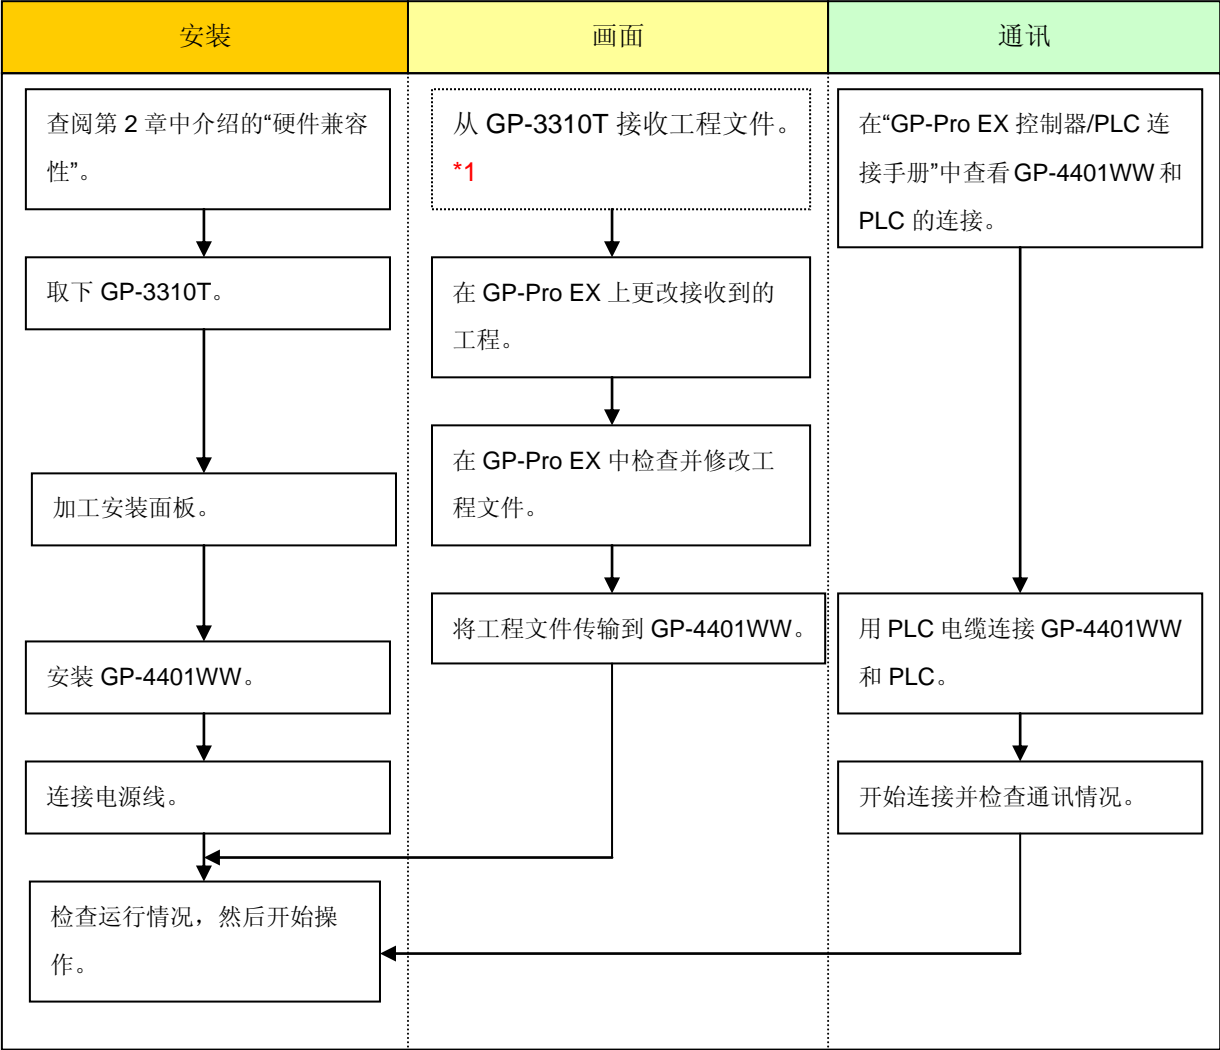 安装
画面
通讯
查阅第 2 章中介绍的“硬件兼容
性”。
取下 GP-3310T。
加工安装面板。
安装 GP-4401WW。
连接电源线。
检查运行情况，然后开始操
作。
从 GP-3310T 接收工程文件。
*1
在 GP-Pro EX 上更改接收到的
工程。
在 GP-Pro EX 中检查并修改工
程文件。
将工程文件传输到 GP-4401WW。
在“GP-Pro EX 控制器/PLC 连
接手册”中查看 GP-4401WW 和
PLC 的连接。
用 PLC 电缆连接 GP-4401WW
和 PLC。
开始连接并检查通讯情况。